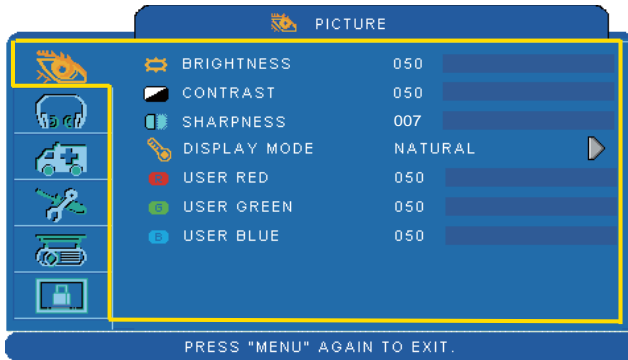 PICTURE
BRIGHTNESS 050
CONTRAST 050
SHARPNESS 007
DISPLAY MODE NATURAL
R USER RED 050
G USER GREEN 050
B USER BLUE 050
PRESS "MENU" AGAIN TO EXIT.